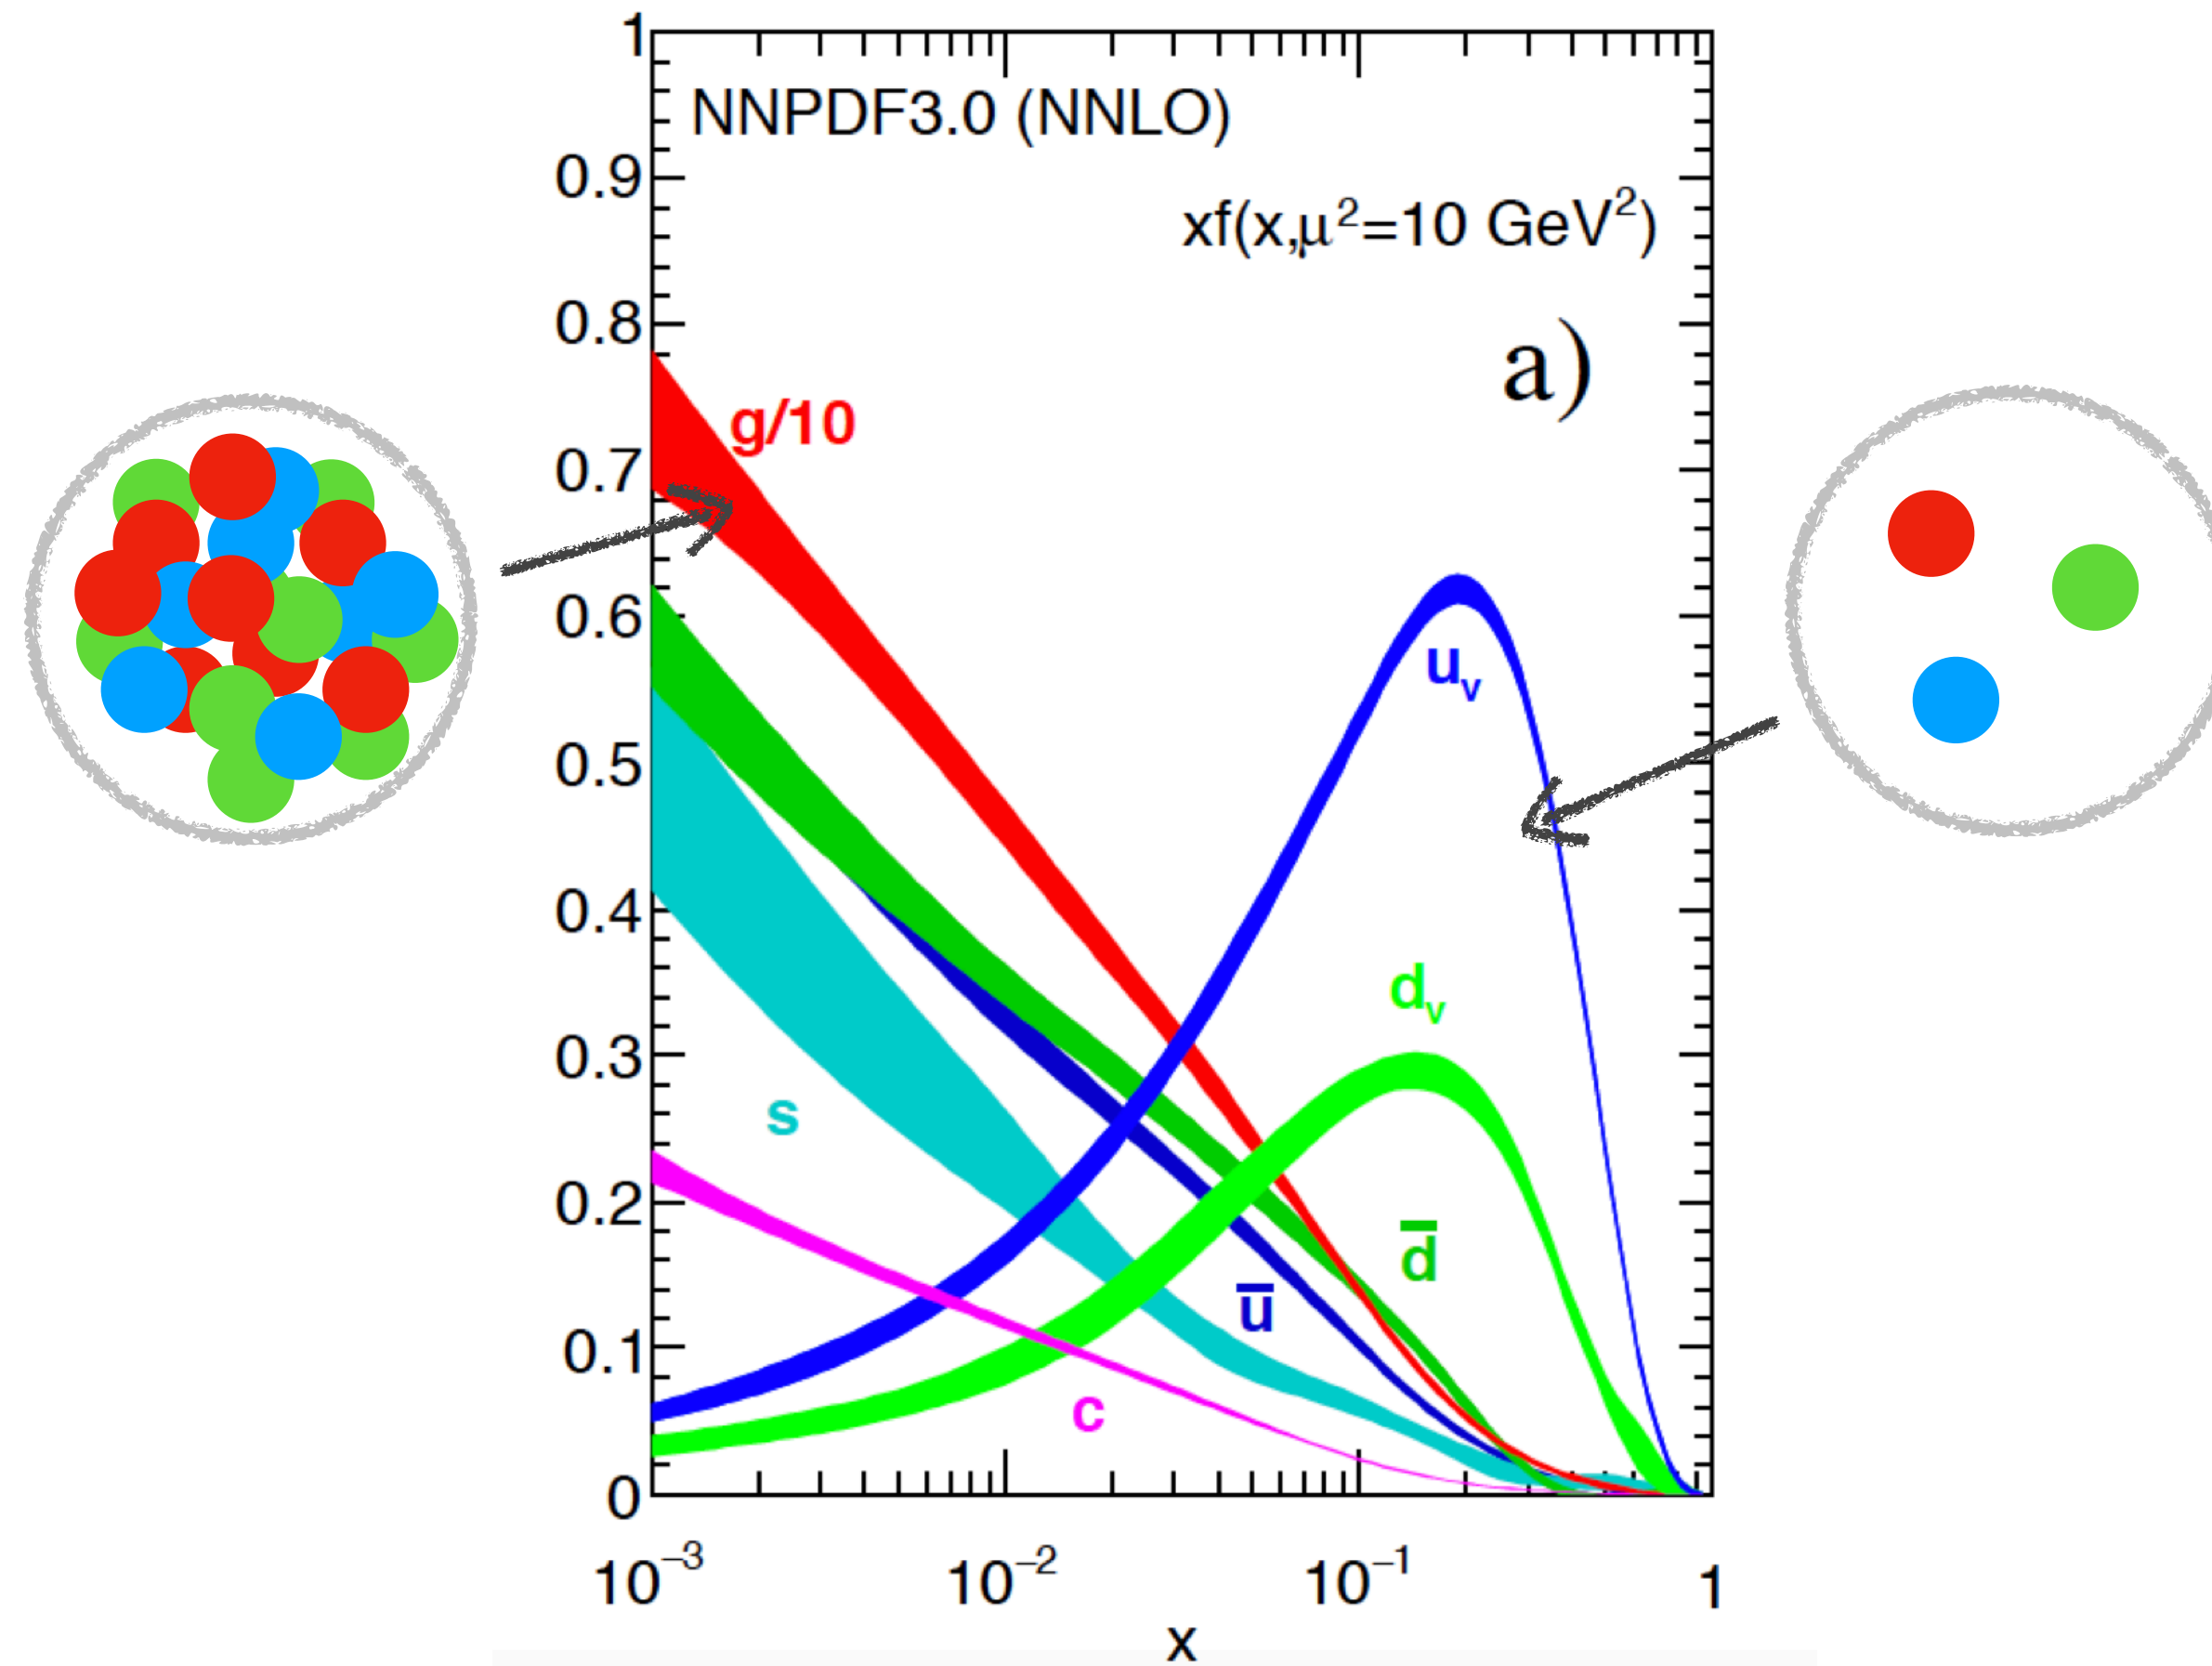 1
NNPDF3.0 (NNLO)
0.9
xf(x,μ²=10 GeV²)
0.8
a)
g/10
0.7
0.6
u_v
0.5
0.4
d_v
0.3
s
0.2
d̅
u̅
0.1
c
0
10⁻³ 10⁻² 10⁻¹ 1
x